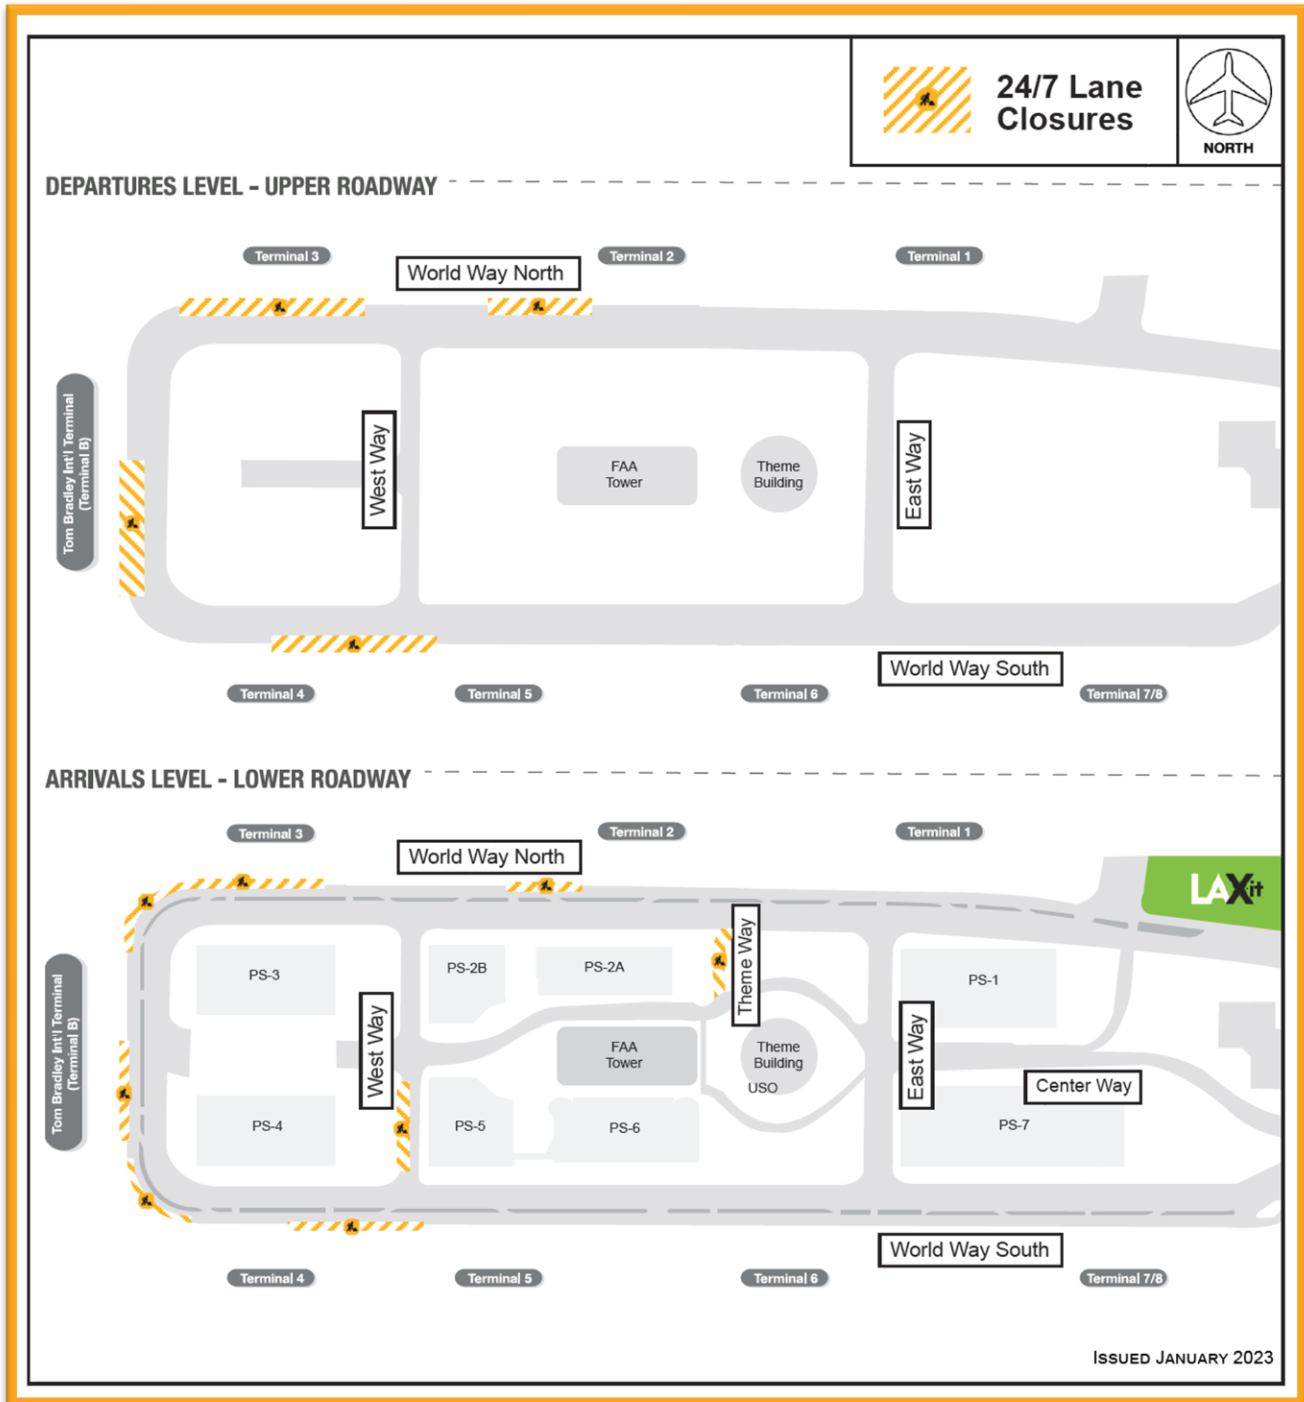 24/7 Lane
Closures
NORTH
DEPARTURES LEVEL - UPPER ROADWAY
Terminal 3
World Way North
Terminal 2
Terminal 1
Tom Bradley Int'l Terminal
(Terminal B)
West Way
FAA
Tower
Theme
Building
East Way
World Way South
Terminal 4
Terminal 5
Terminal 6
Terminal 7/8
ARRIVALS LEVEL - LOWER ROADWAY
Terminal 3
World Way North
Terminal 2
Terminal 1
LAXit
Tom Bradley Int'l Terminal
(Terminal B)
PS-3
West Way
PS-2B
PS-2A
Theme Way
PS-1
FAA
Tower
Theme
Building
USO
East Way
Center Way
PS-4
PS-5
PS-6
PS-7
World Way South
Terminal 4
Terminal 5
Terminal 6
Terminal 7/8
ISSUED JANUARY 2023